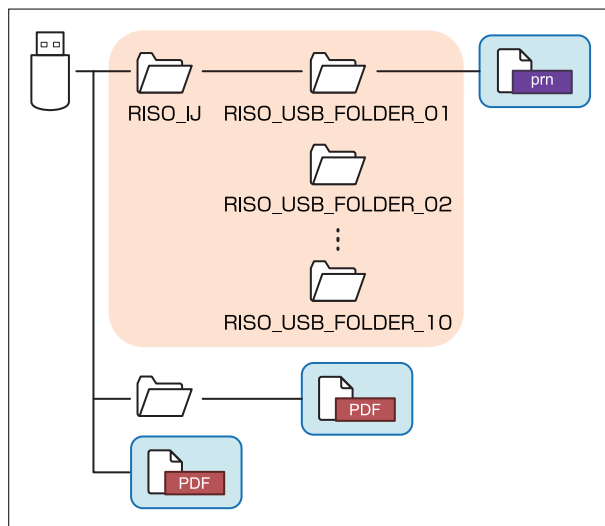 prn
RISO_IJ
RISO_USB_FOLDER_01
RISO_USB_FOLDER_02
RISO_USB_FOLDER_10
PDF
PDF